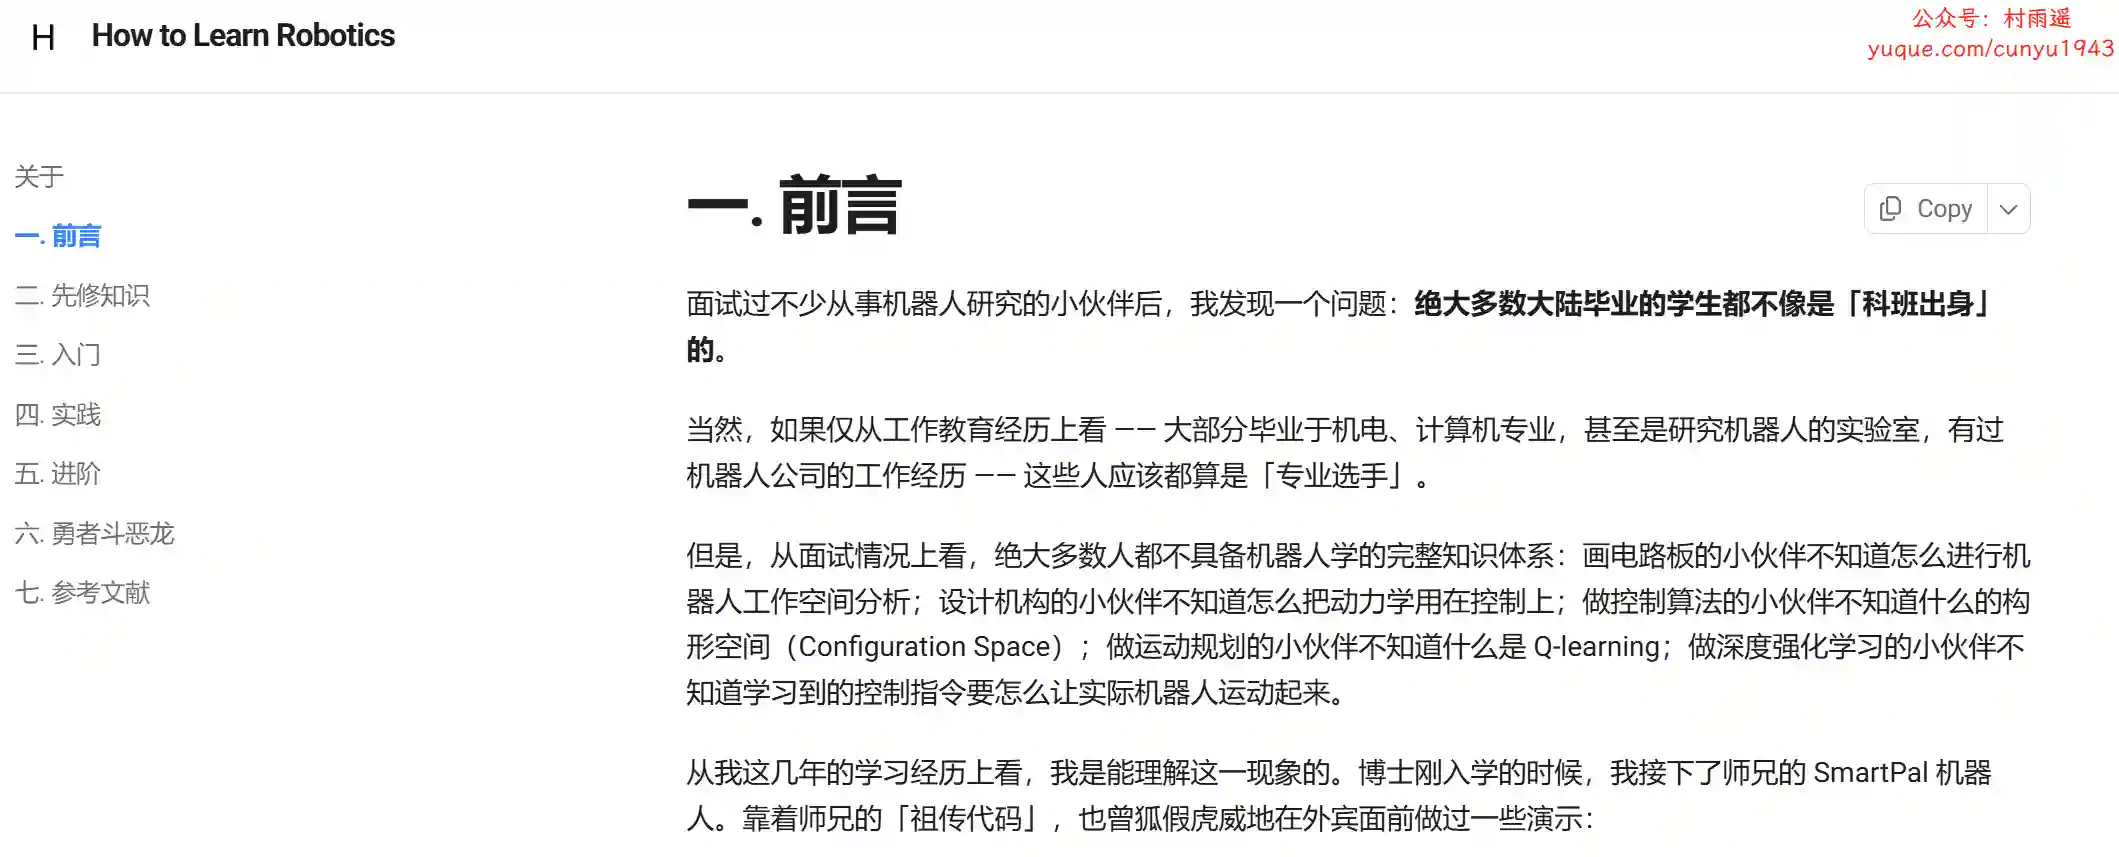 H How to Learn Robotics
公众号：村雨遥
yuque.com/cunyu1943
关于
一. 前言
二. 先修知识
三. 入门
四. 实践
五. 进阶
六. 勇者斗恶龙
七. 参考文献
一. 前言
Copy
面试过不少从事机器人研究的小伙伴后，我发现一个问题：绝大多数大陆毕业的学生都不像是「科班出身」
的。
当然，如果仅从工作教育经历上看 —— 大部分毕业于机电、计算机专业，甚至是研究机器人的实验室，有过
机器人公司的工作经历 —— 这些人应该都算是「专业选手」。
但是，从面试情况上看，绝大多数人都不具备机器人学的完整知识体系：画电路板的小伙伴不知道怎么进行机
器人工作空间分析；设计机构的小伙伴不知道怎么把动力学用在控制上；做控制算法的小伙伴不知道什么的构
形空间（Configuration Space）；做运动规划的小伙伴不知道什么是 Q-learning；做深度强化学习的小伙伴不
知道学习到的控制指令要怎么让实际机器人运动起来。
从我这几年的学习经历上看，我是能理解这一现象的。博士刚入学的时候，我接下了师兄的 SmartPal 机器
人。靠着师兄的「祖传代码」，也曾狐假虎威地在外宾面前做过一些演示：